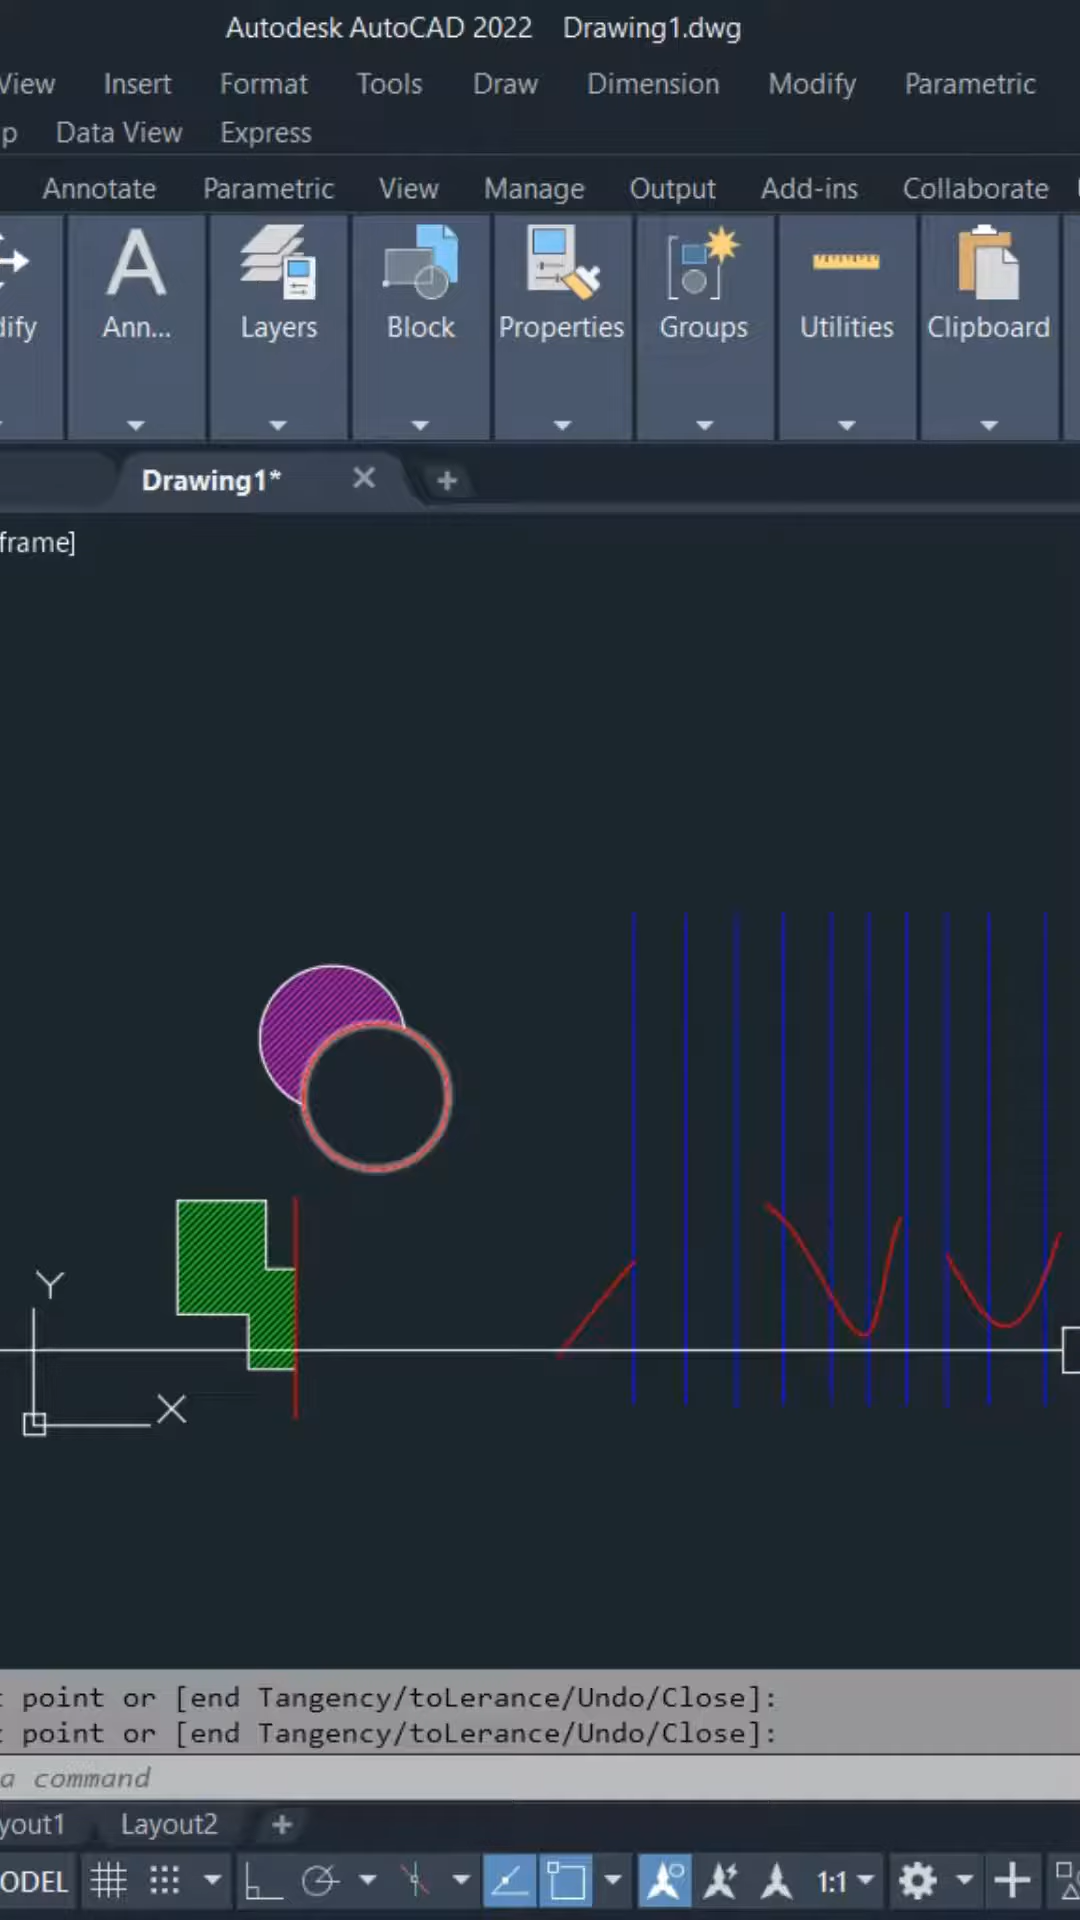 Autodesk AutoCAD 2022 Drawing1.dwg
View Insert Format Tools Draw Dimension Modify Parametric
p Data View Express
Annotate Parametric View Manage Output Add-ins Collaborate
dify Ann... Layers Block Properties Groups Utilities Clipboard
Drawing1*
frame]
Y
X
t point or [end Tangency/toLerance/Undo/Close]:
t point or [end Tangency/toLerance/Undo/Close]:
a command
yout1 Layout2
ODEL 1:1